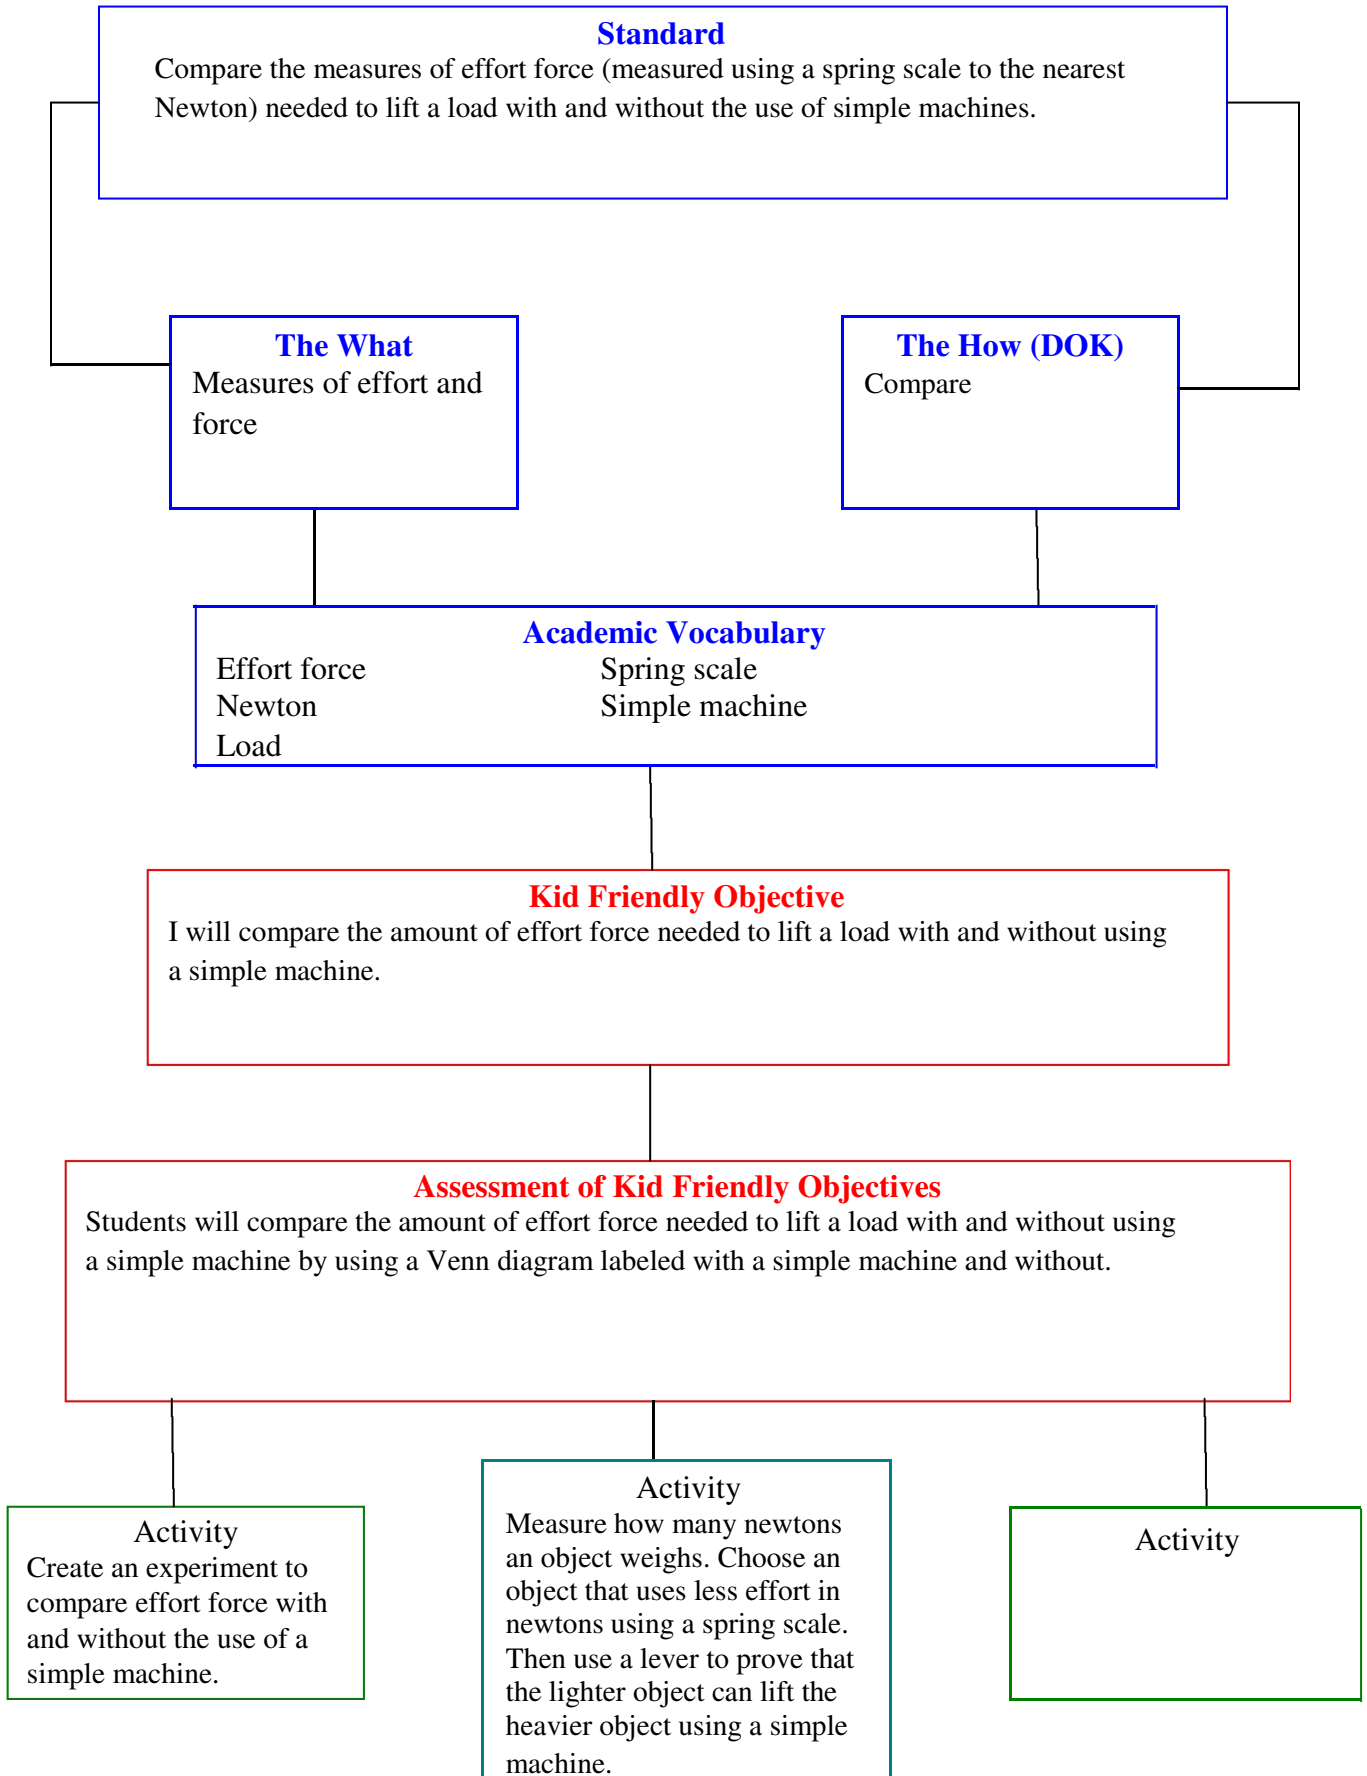 Standard
Compare the measures of effort force (measured using a spring scale to the nearest
Newton) needed to lift a load with and without the use of simple machines.
The What
Measures of effort and
force
The How (DOK)
Compare
Academic Vocabulary
Effort force
Newton
Load
Spring scale
Simple machine
Kid Friendly Objective
I will compare the amount of effort force needed to lift a load with and without using
a simple machine.
Assessment of Kid Friendly Objectives
Students will compare the amount of effort force needed to lift a load with and without using
a simple machine by using a Venn diagram labeled with a simple machine and without.
Activity
Create an experiment to
compare effort force with
and without the use of a
simple machine.
Activity
Measure how many newtons
an object weighs. Choose an
object that uses less effort in
newtons using a spring scale.
Then use a lever to prove that
the lighter object can lift the
heavier object using a simple
machine.
Activity